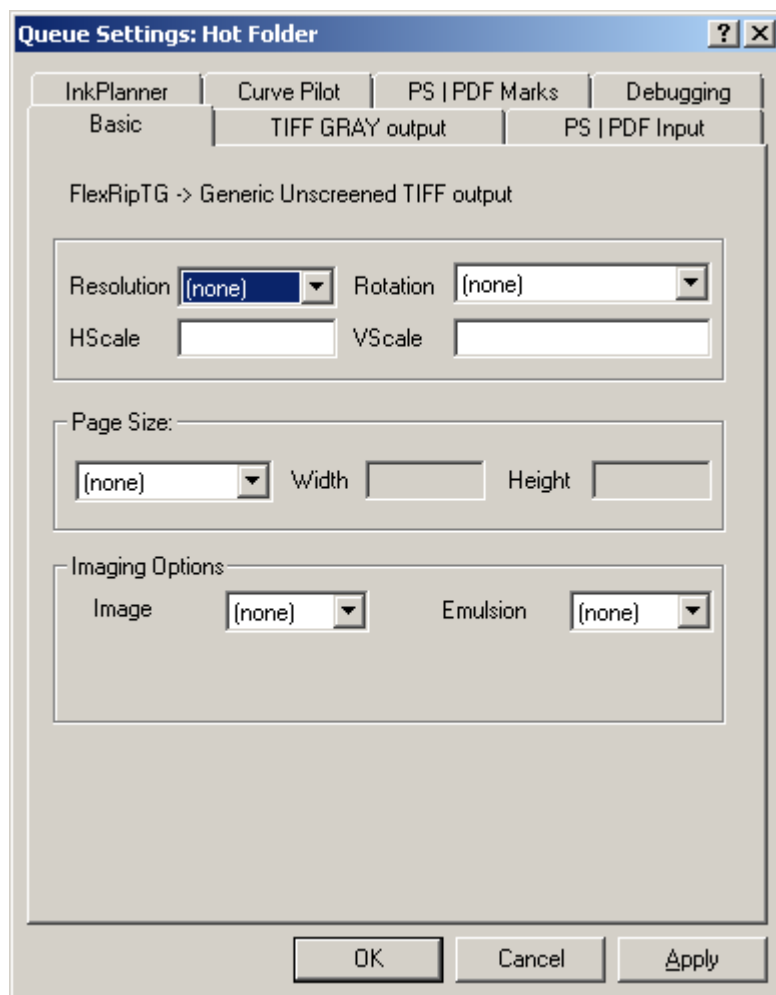 Queue Settings: Hot Folder
InkPlanner Curve Pilot PS | PDF Marks Debugging
Basic TIFF GRAY output PS | PDF Input
FlexRipTG -> Generic Unscreened TIFF output
Resolution (none) Rotation (none)
HScale VScale
Page Size:
(none) Width Height
Imaging Options
Image (none) Emulsion (none)
OK Cancel Apply